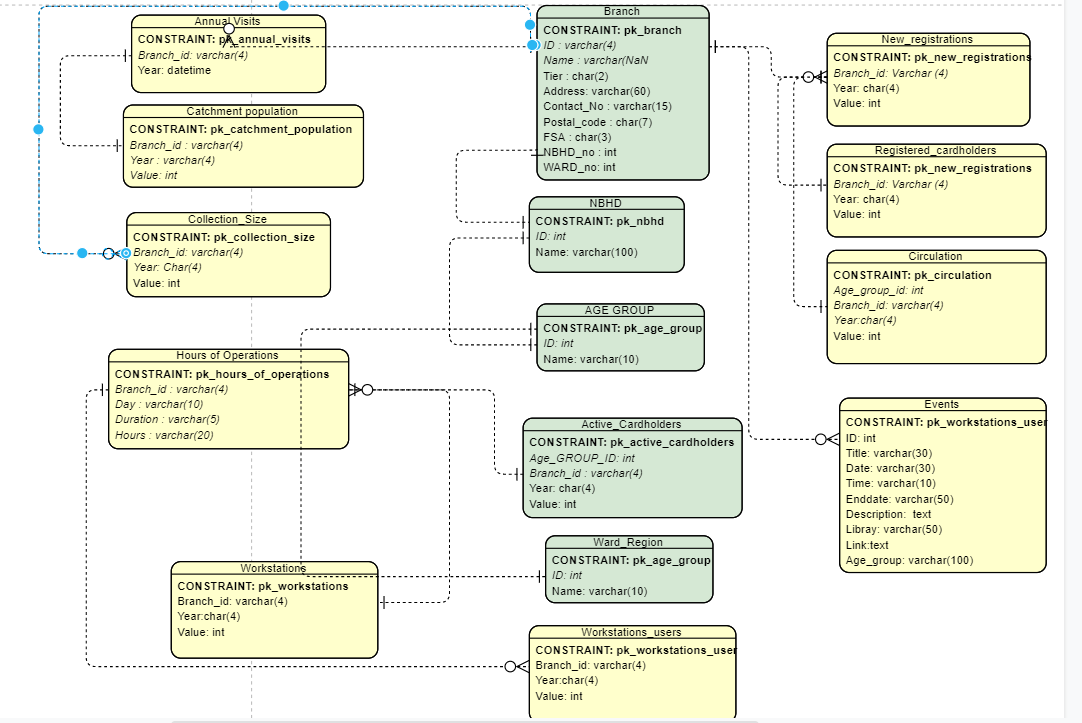 Annual Visits
CONSTRAINT: pk_annual_visits
Branch_id: varchar(4)
Year: datetime
Catchment population
CONSTRAINT: pk_catchment_population
Branch_id : varchar(4)
Year : varchar(4)
Value: int
Collection_Size
CONSTRAINT: pk_collection_size
Branch_id: varchar(4)
Year: Char(4)
Value: int
Hours of Operations
CONSTRAINT: pk_hours_of_operations
Branch_id : varchar(4)
Day : varchar(10)
Duration : varchar(5)
Hours : varchar(20)
Workstations
CONSTRAINT: pk_workstations
Branch_id: varchar(4)
Year:char(4)
Value: int
Branch
CONSTRAINT: pk_branch
ID : varchar(4)
Name : varchar(NaN
Tier : char(2)
Address: varchar(60)
Contact_No : varchar(15)
Postal_code : char(7)
FSA : char(3)
NBHD_no : int
WARD_no: int
NBHD
CONSTRAINT: pk_nbhd
ID: int
Name: varchar(100)
AGE GROUP
CONSTRAINT: pk_age_group
ID: int
Name: varchar(10)
Active_Cardholders
CONSTRAINT: pk_active_cardholders
Age_GROUP_ID: int
Branch_id : varchar(4)
Year: char(4)
Value: int
Ward_Region
CONSTRAINT: pk_age_group
ID: int
Name: varchar(10)
Workstations_users
CONSTRAINT: pk_workstations_user
Branch_id: varchar(4)
Year:char(4)
Value: int
New_registrations
CONSTRAINT: pk_new_registrations
Branch_id: Varchar (4)
Year: char(4)
Value: int
Registered_cardholders
CONSTRAINT: pk_new_registrations
Branch_id: Varchar (4)
Year: char(4)
Value: int
Circulation
CONSTRAINT: pk_circulation
Age_group_id: int
Branch_id: varchar(4)
Year:char(4)
Value: int
Events
CONSTRAINT: pk_workstations_user
ID: int
Title: varchar(30)
Date: varchar(30)
Time: varchar(10)
Enddate: varchar(50)
Description: text
Libray: varchar(50)
Link:text
Age_group: varchar(100)